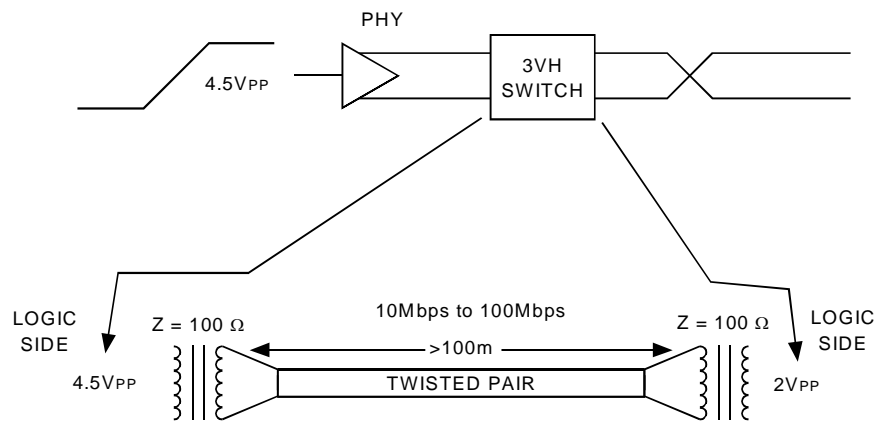 PHY
4.5VPP
3VH
SWITCH
10Mbps to 100Mbps
LOGIC
SIDE
Z = 100 Ω
Z = 100 Ω
LOGIC
SIDE
>100m
4.5VPP
TWISTED PAIR
2VPP